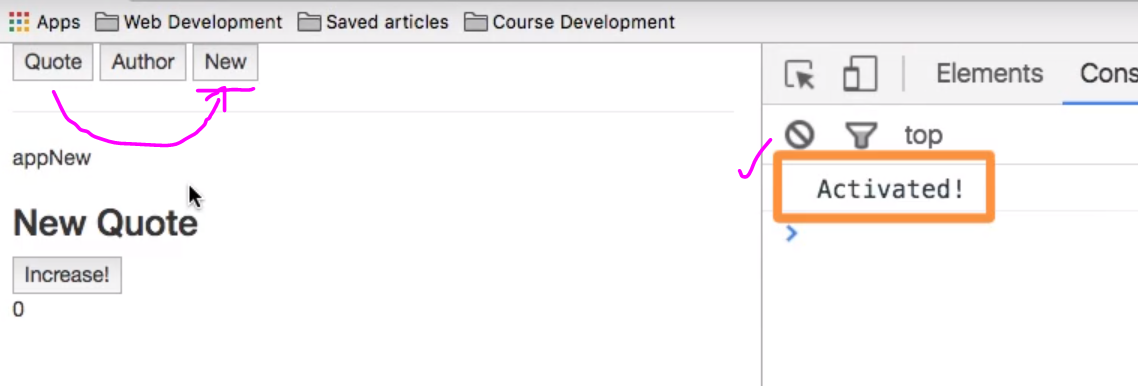 Apps Web Development Saved articles Course Development
Quote Author New
Elements Cons
top
appNew
Activated!
New Quote
Increase!
0